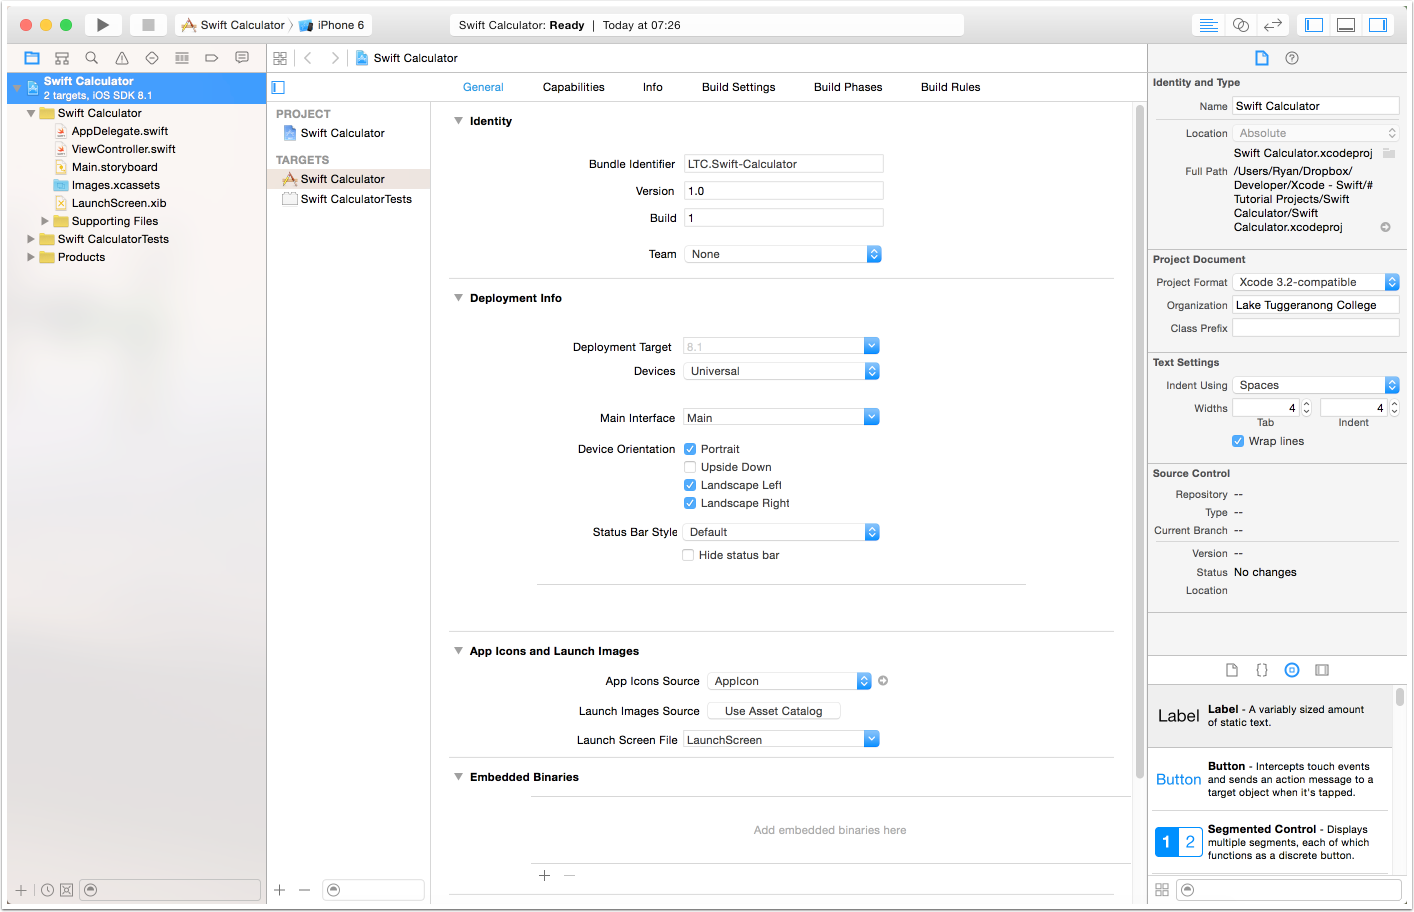 Swift Calculator 〉 iPhone 6
Swift Calculator: Ready | Today at 07:26
Swift Calculator
2 targets, iOS SDK 8.1
Swift Calculator
AppDelegate.swift
ViewController.swift
Main.storyboard
Images.xcassets
LaunchScreen.xib
Supporting Files
Swift CalculatorTests
Products
Swift Calculator
General Capabilities Info Build Settings Build Phases Build Rules
PROJECT
Swift Calculator
TARGETS
Swift Calculator
Swift CalculatorTests
Identity
Bundle Identifier LTC.Swift-Calculator
Version 1.0
Build 1
Team None
Deployment Info
Deployment Target 8.1
Devices Universal
Main Interface Main
Device Orientation Portrait
Upside Down
Landscape Left
Landscape Right
Status Bar Style Default
Hide status bar
App Icons and Launch Images
App Icons Source AppIcon
Launch Images Source Use Asset Catalog
Launch Screen File LaunchScreen
Embedded Binaries
Add embedded binaries here
Identity and Type
Name Swift Calculator
Location Absolute
Swift Calculator.xcodeproj
Full Path /Users/Ryan/Dropbox/
Developer/Xcode - Swift/#
Tutorial Projects/Swift
Calculator/Swift
Calculator.xcodeproj
Project Document
Project Format Xcode 3.2-compatible
Organization Lake Tuggeranong College
Class Prefix
Text Settings
Indent Using Spaces
Widths 4 4
Tab Indent
Wrap lines
Source Control
Repository --
Type --
Current Branch --
Version --
Status No changes
Location
Label Label - A variably sized amount
of static text.
Button Button - Intercepts touch events
and sends an action message to a
target object when it's tapped.
1 2 Segmented Control - Displays
multiple segments, each of which
functions as a discrete button.